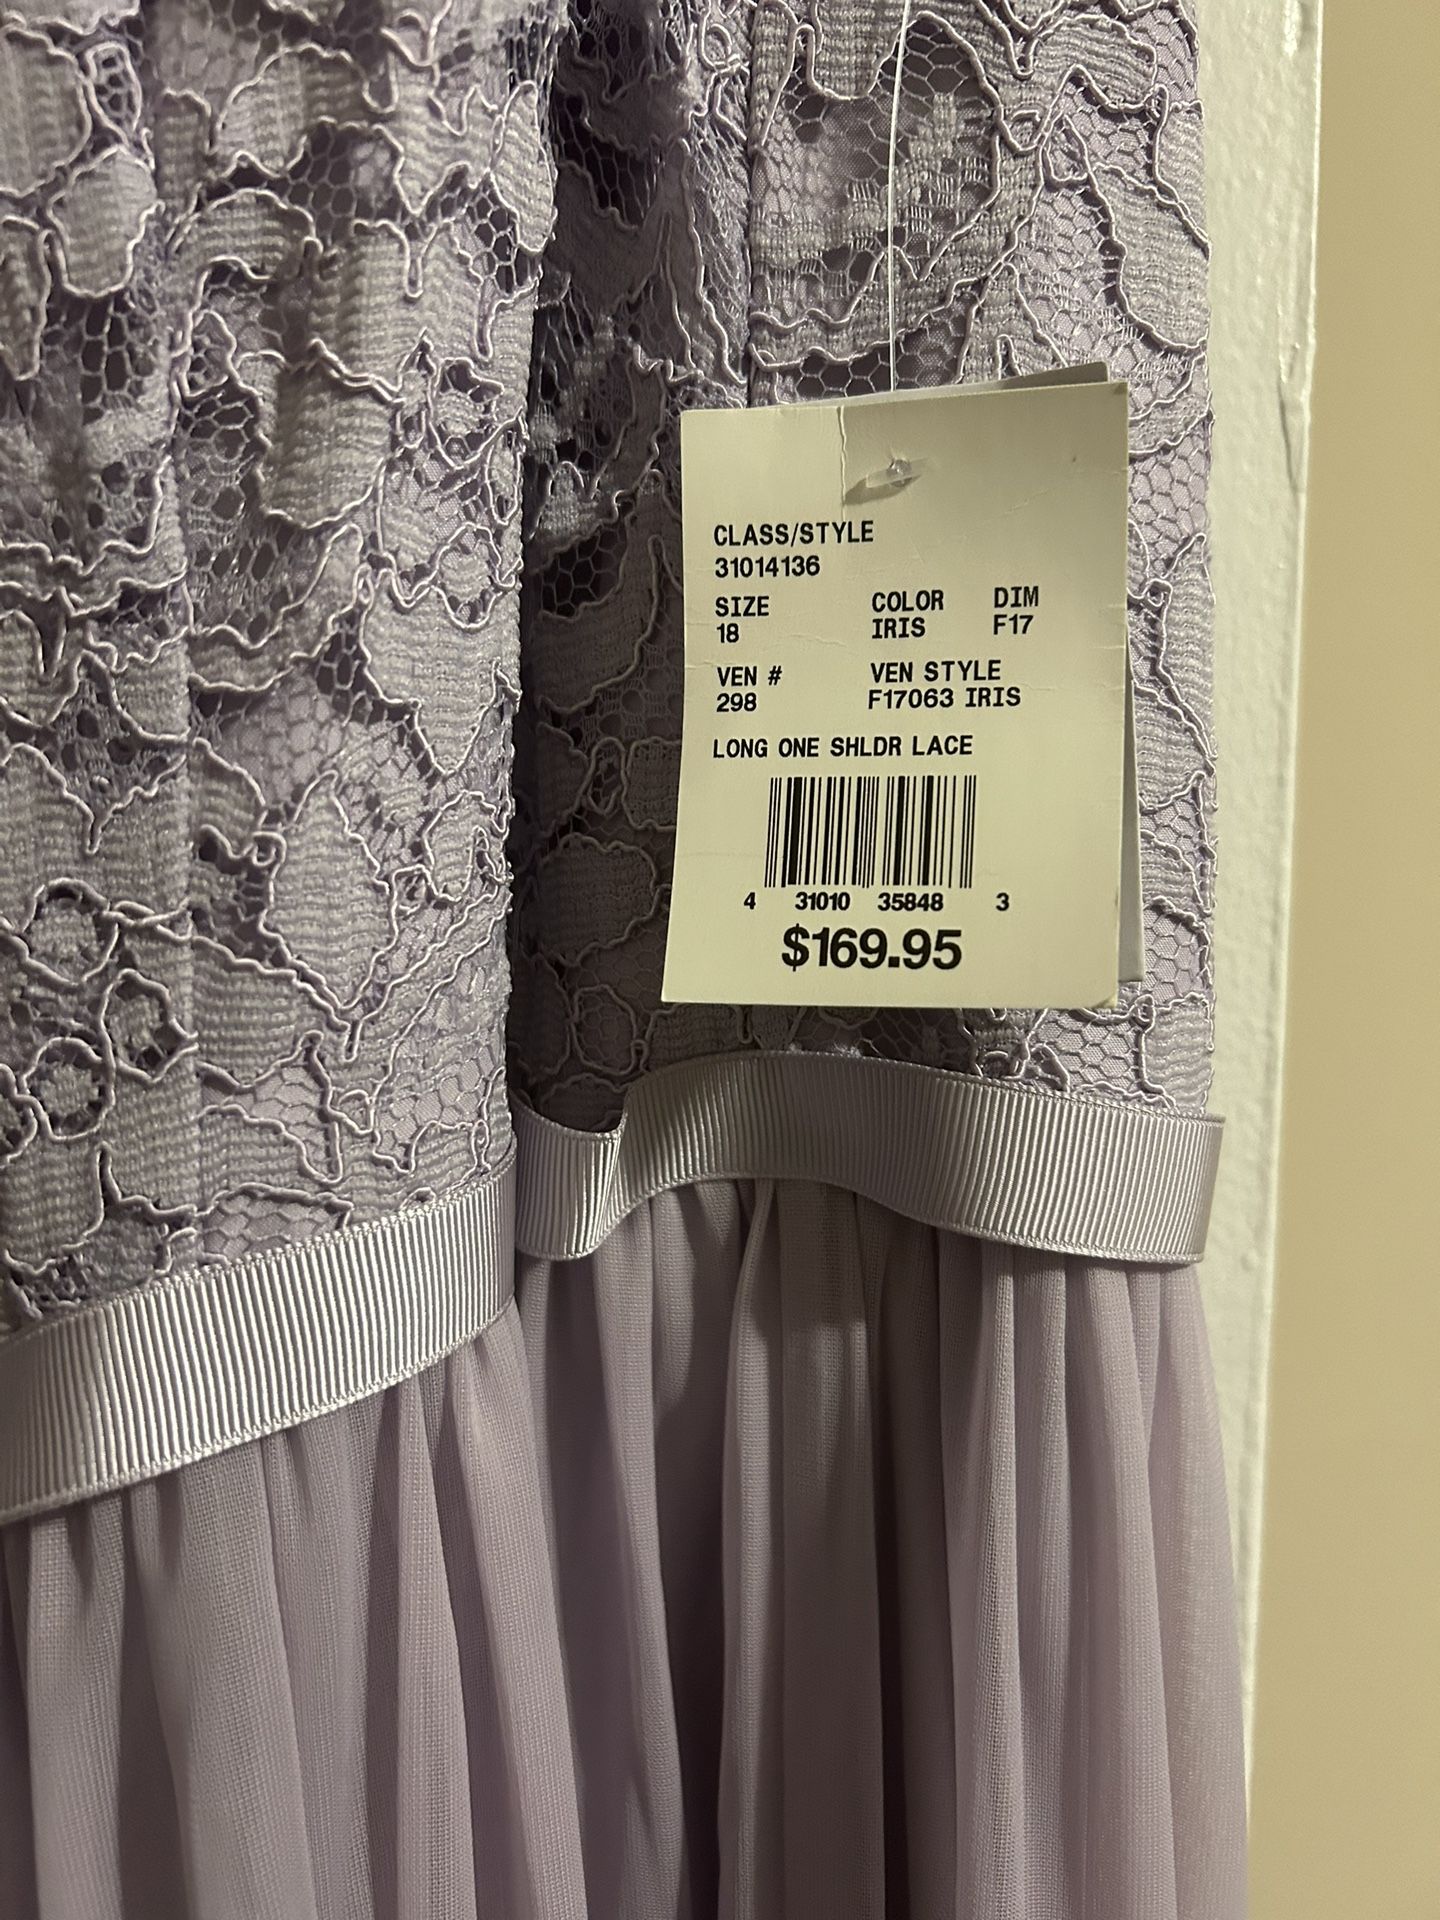 CLASS/STYLE
31014136
SIZE COLOR DIM
18 IRIS F17
VEN # VEN STYLE
298 F17063 IRIS
LONG ONE SHLDR LACE
4 31010 35848 3
$169.95